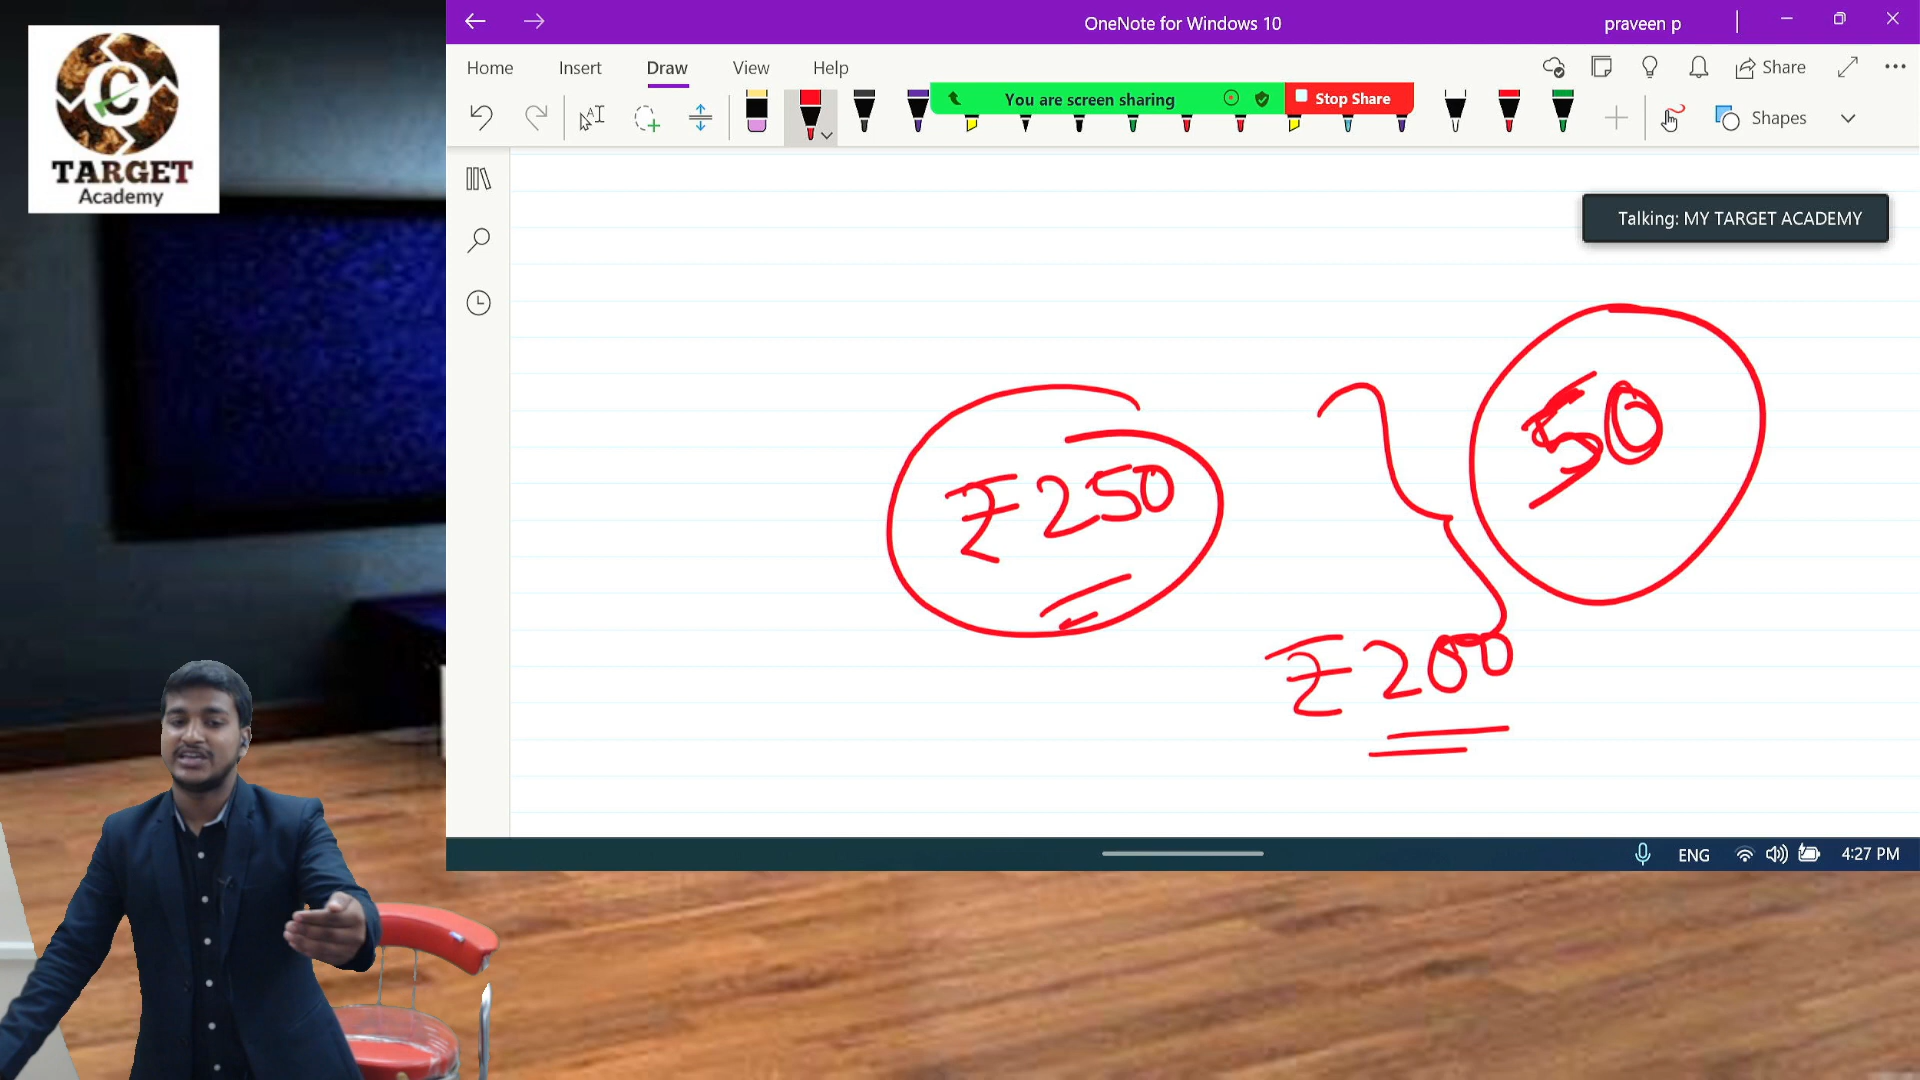 TARGET
Academy
OneNote for Windows 10
praveen p
Home Insert Draw View Help
Share
You are screen sharing
Stop Share
Shapes
Talking: MY TARGET ACADEMY
50
₹250
₹200
ENG
4:27 PM